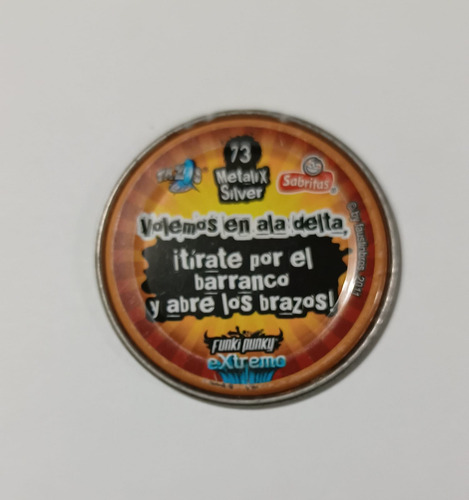 73
TAZOS
Metalix
Silver
Sabritas
Volemos en ala delta,
¡tírate por el
barranco
y abre los brazos!
Funki punky
eXtremo
2011